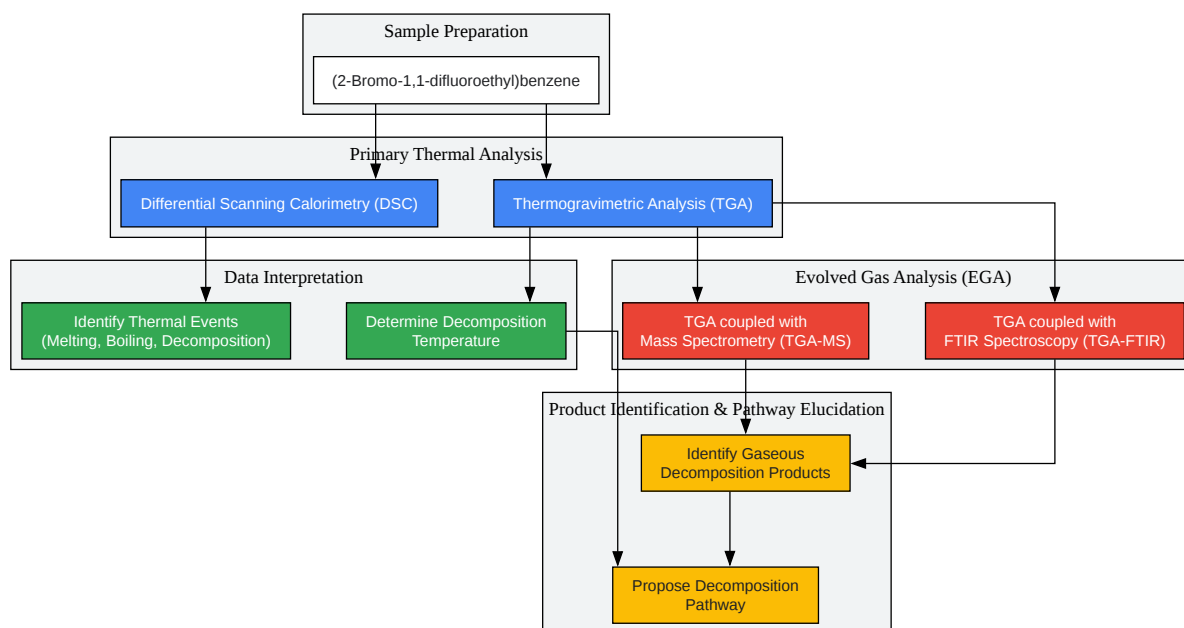 Sample Preparation
(2-Bromo-1,1-difluoroethyl)benzene
Primary Thermal Analysis
Differential Scanning Calorimetry (DSC)
Thermogravimetric Analysis (TGA)
Data Interpretation
Evolved Gas Analysis (EGA)
Identify Thermal Events
(Melting, Boiling, Decomposition)
Determine Decomposition
Temperature
TGA coupled with
Mass Spectrometry (TGA-MS)
TGA coupled with
FTIR Spectroscopy (TGA-FTIR)
Product Identification & Pathway Elucidation
Identify Gaseous
Decomposition Products
Propose Decomposition
Pathway